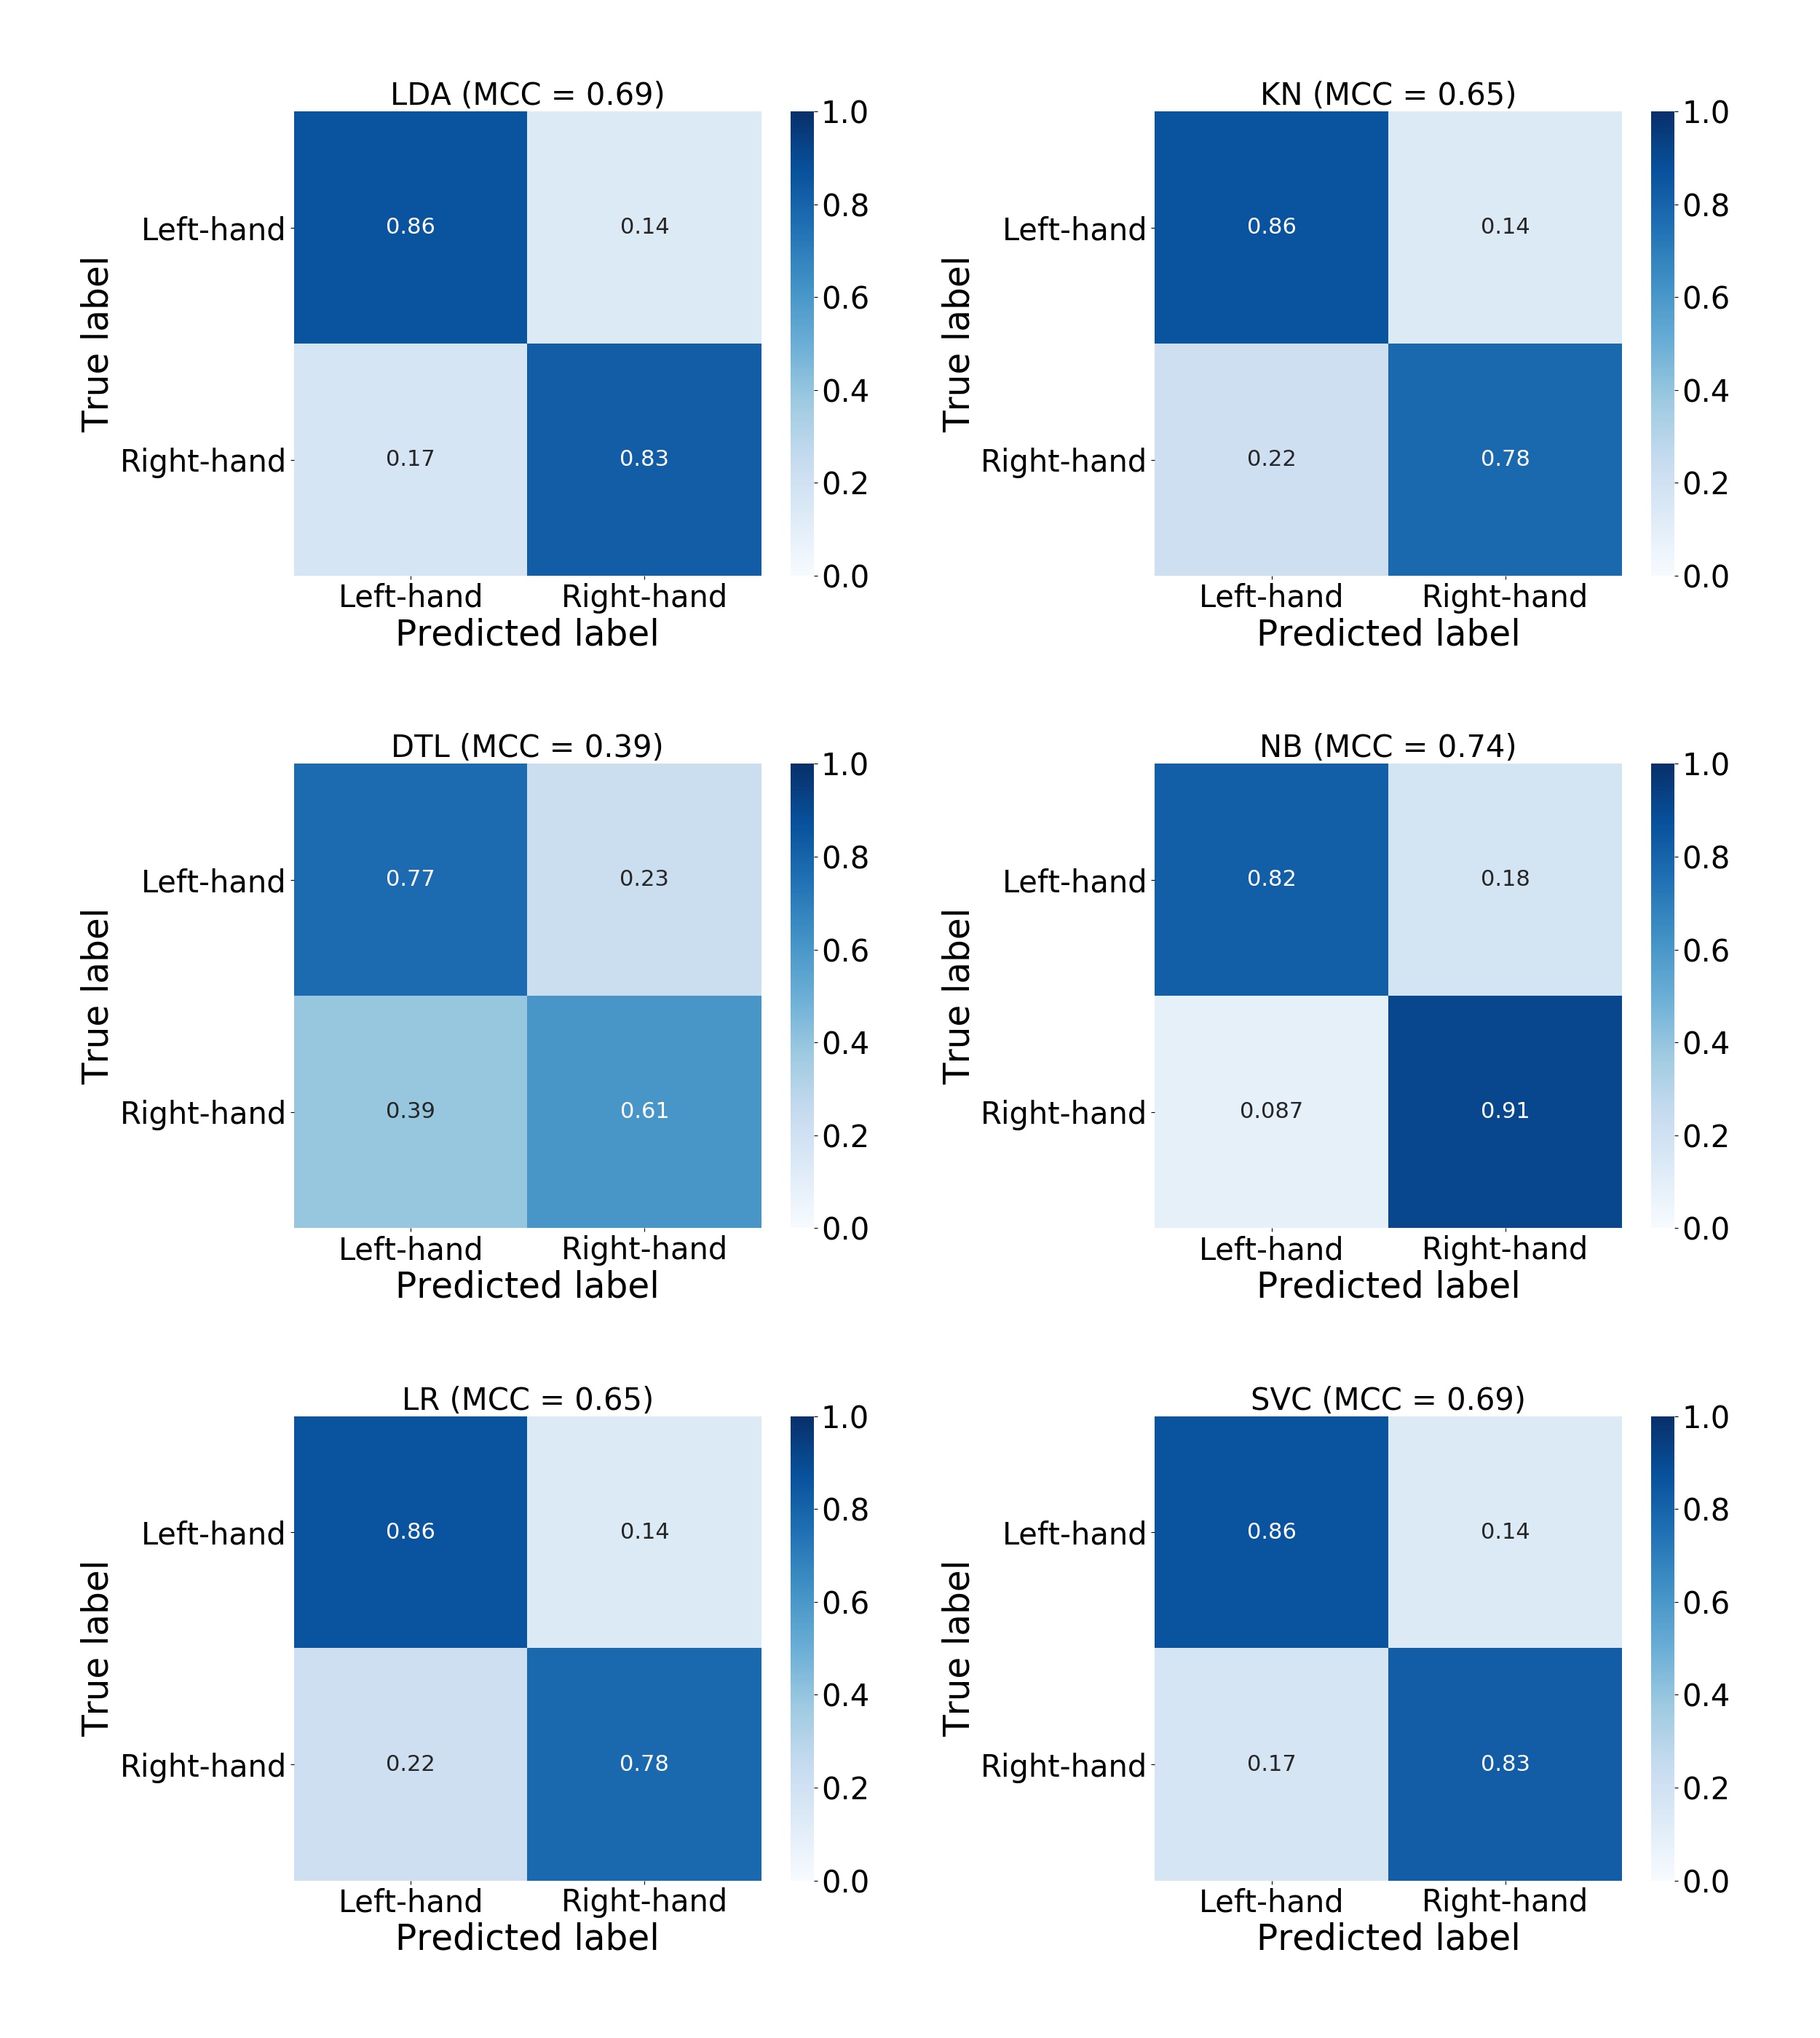 LDA (MCC = 0.69)
True label
Left-hand
Right-hand
0.86
0.14
0.17
0.83
Left-hand
Right-hand
Predicted label
1.0
0.8
0.6
0.4
0.2
0.0
KN (MCC = 0.65)
True label
Left-hand
Right-hand
0.86
0.14
0.22
0.78
Left-hand
Right-hand
Predicted label
1.0
0.8
0.6
0.4
0.2
0.0
DTL (MCC = 0.39)
True label
Left-hand
Right-hand
0.77
0.23
0.39
0.61
Left-hand
Right-hand
Predicted label
1.0
0.8
0.6
0.4
0.2
0.0
NB (MCC = 0.74)
True label
Left-hand
Right-hand
0.82
0.18
0.087
0.91
Left-hand
Right-hand
Predicted label
1.0
0.8
0.6
0.4
0.2
0.0
LR (MCC = 0.65)
True label
Left-hand
Right-hand
0.86
0.14
0.22
0.78
Left-hand
Right-hand
Predicted label
1.0
0.8
0.6
0.4
0.2
0.0
SVC (MCC = 0.69)
True label
Left-hand
Right-hand
0.86
0.14
0.17
0.83
Left-hand
Right-hand
Predicted label
1.0
0.8
0.6
0.4
0.2
0.0